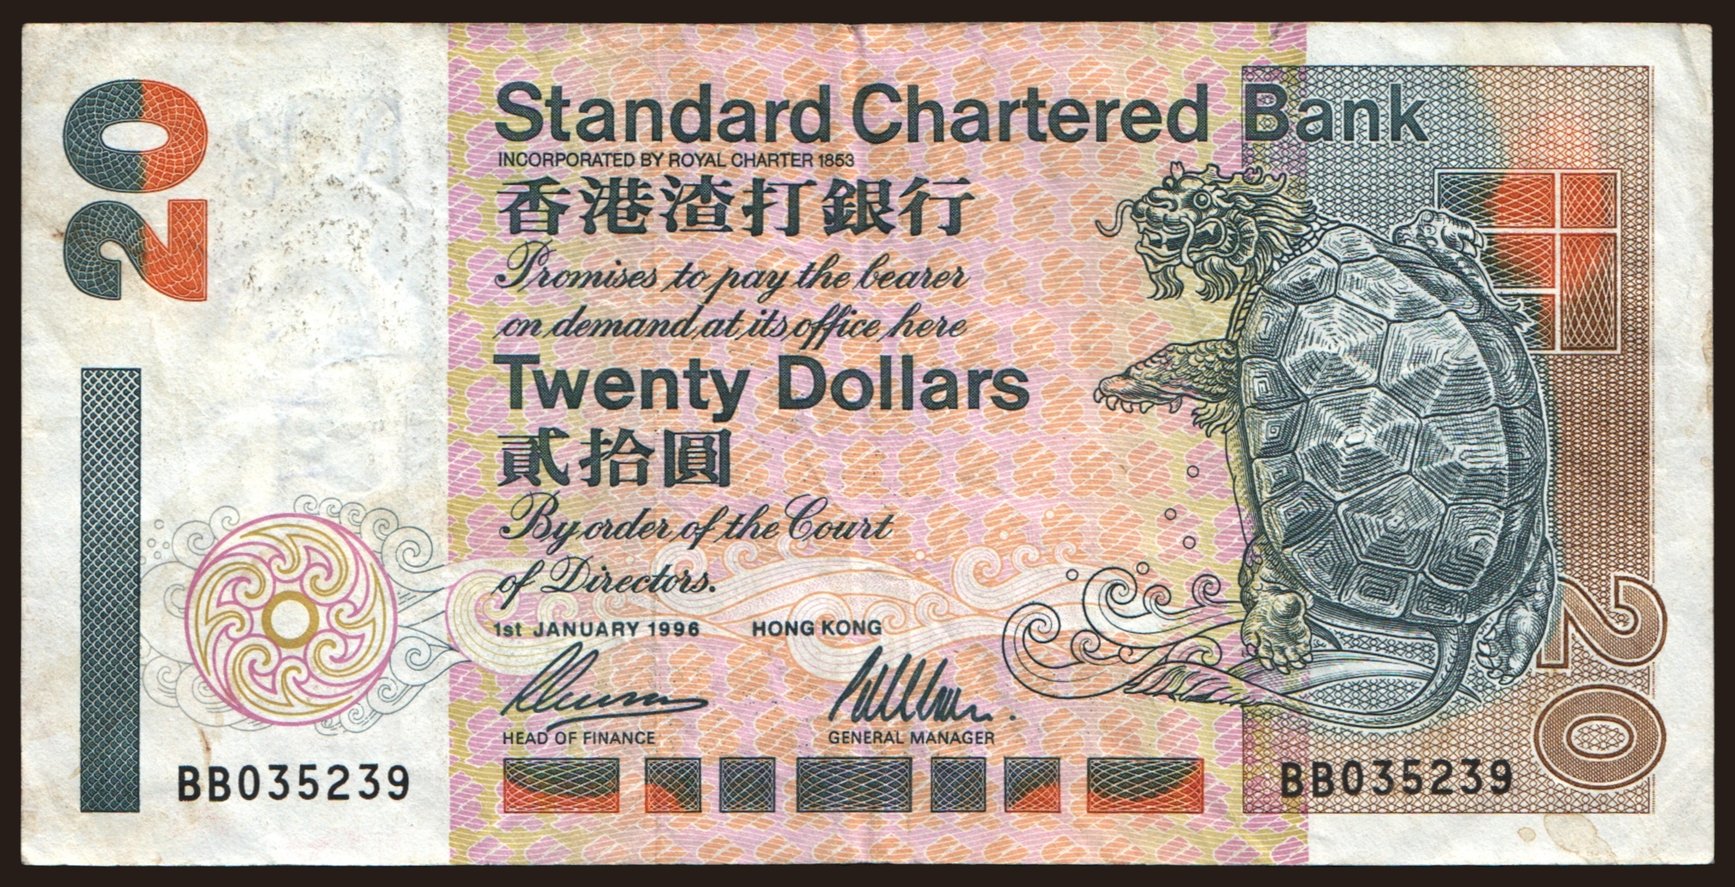 20
Standard Chartered Bank
INCORPORATED BY ROYAL CHARTER 1853
香港渣打銀行
Promises to pay the bearer
on demand at its office here
Twenty Dollars
貳拾圓
By order of the Court
of Directors.
1st JANUARY 1996 HONG KONG
HEAD OF FINANCE GENERAL MANAGER
BB035239 BB035239
20